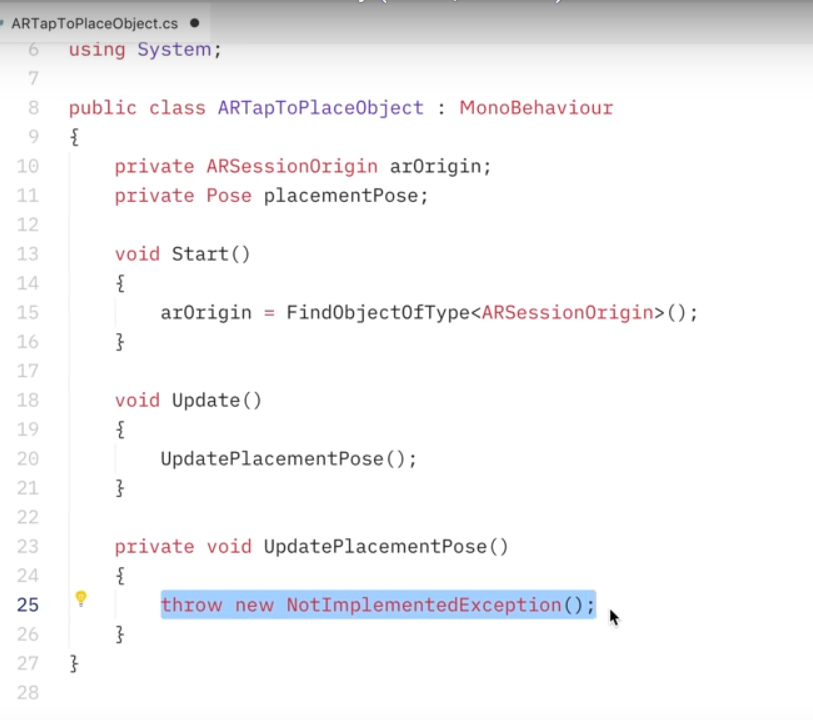 ARTapToPlaceObject.cs ●
6 using System;
7
8 public class ARTapToPlaceObject : MonoBehaviour
9 {
10     private ARSessionOrigin arOrigin;
11     private Pose placementPose;
12
13     void Start()
14     {
15         arOrigin = FindObjectOfType<ARSessionOrigin>();
16     }
17
18     void Update()
19     {
20         UpdatePlacementPose();
21     }
22
23     private void UpdatePlacementPose()
24     {
25         throw new NotImplementedException();
26     }
27 }
28